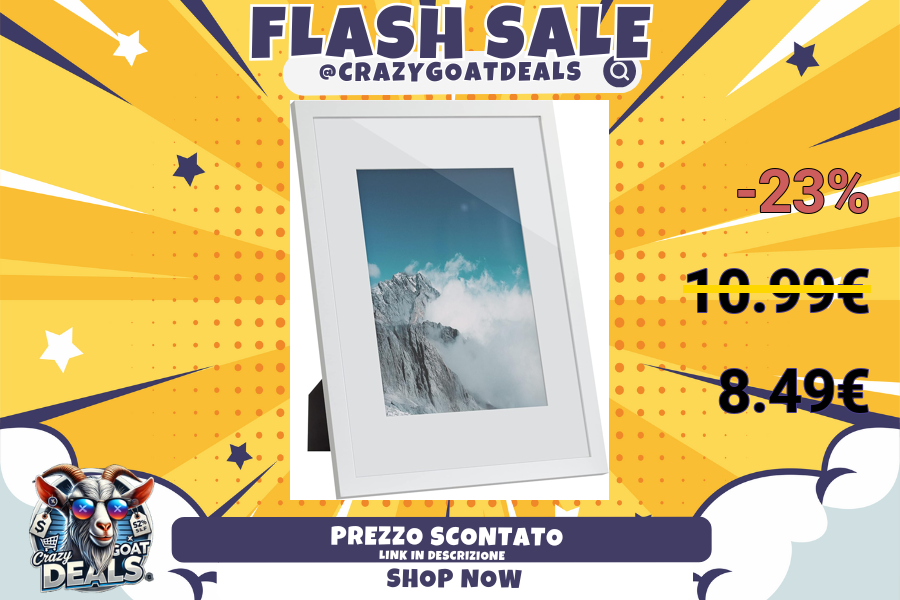 FLASH SALE
@CRAZYGOATDEALS
-23%
10.99€
8.49€
PREZZO SCONTATO
LINK IN DESCRIZIONE
SHOP NOW
$
Crazy
GOAT
DEALS